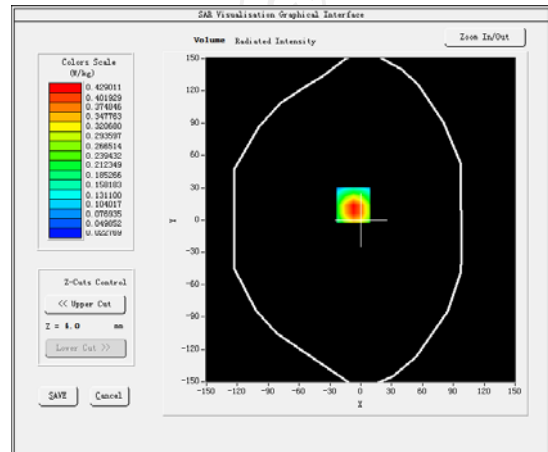 SAR Visualisation Graphical Interface
Volume Radiated Intensity
Zoom In/Out
Colors Scale
(W/kg)
0.429011
0.401929
0.374846
0.347763
0.320680
0.293597
0.266514
0.239432
0.212349
0.185266
0.158183
0.131100
0.104017
0.076935
0.049852
0.022769
Z-Cuts Control
<< Upper Cut
Z = 4.0 mm
Lower Cut >>
SAVE
Cancel
150
120
90
60
30
0
-30
-60
-90
-120
-150
Y
-150 -120 -90 -60 -30 0 30 60 90 120 150
X